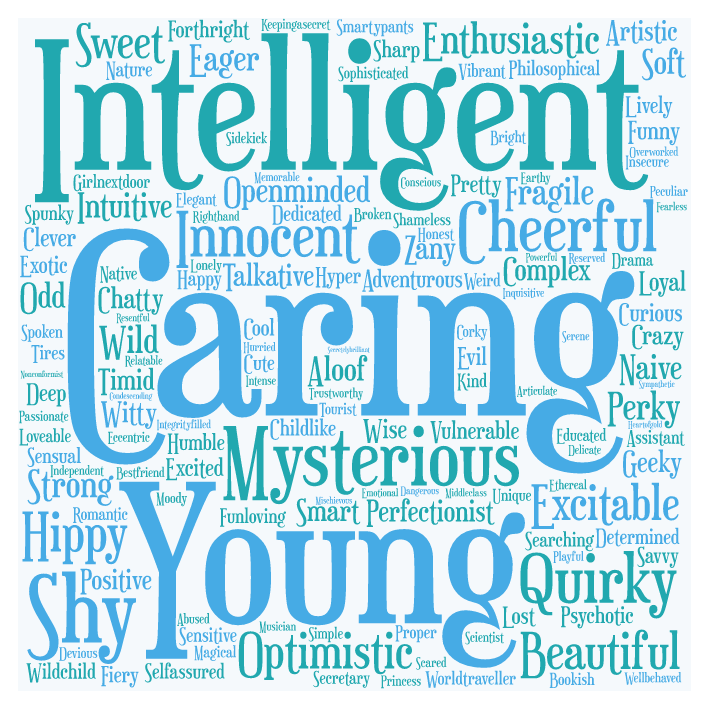 Keepingasecret
Smartypants
Artistic
Sweet
Forthright
Sharp
Enthusiastic
Nature
Eager
Sophisticated
Vibrant
Philosophical
Soft
Intelligent
Lively
Funny
Sidekick
Bright
Overworked
Insecure
Girlnextdoor
Memorable
Conscious
Pretty
Earthy
Peculiar
Elegant
Openminded
Fragile
Fearless
Spunky
Intuitive
Righthand
Dedicated
Broken
Shameless
Clever
Innocent
Zany
Honest
Cheerful
Exotic
Native
Lonely
Happy
Talkative
Hyper
Adventurous
Weird
Powerful
Reserved
Drama
Complex
Loyal
Odd
Chatty
Inquisitive
Resentful
Caring
Curious
Spoken
Wild
Cool
Hurried
Corky
Serene
Crazy
Tires
Relatable
Secretelybrilliant
Cute
Aloof
Evil
Naive
Nonconformist
Timid
Intense
Kind
Sympathetic
Deep
Condescending
Trustworthy
Articulate
Passionate
Witty
Tourist
Perky
Loveable
Eccentric
Integrityfilled
Childlike
Wise
Vulnerable
Educated
Heartofgold
Assistant
Sensual
Humble
Mysterious
Delicate
Independent
Bestfriend
Excited
Geeky
Strong
Moody
Emotional
Dangerous
Middleclass
Unique
Ethereal
Mischievous
Excitable
Hippy
Romantic
Funloving
Smart
Perfectionist
Young
Searching
Determined
Playful
Savvy
Shy
Positive
Quirky
Abused
Musician
Simple
Proper
Scientist
Lost
Psychotic
Sensitive
Devious
Magical
Optimistic
Scared
Beautiful
Wildchild
Fiery
Selfassured
Secretary
Princess
Worldtraveller
Bookish
Wellbehaved